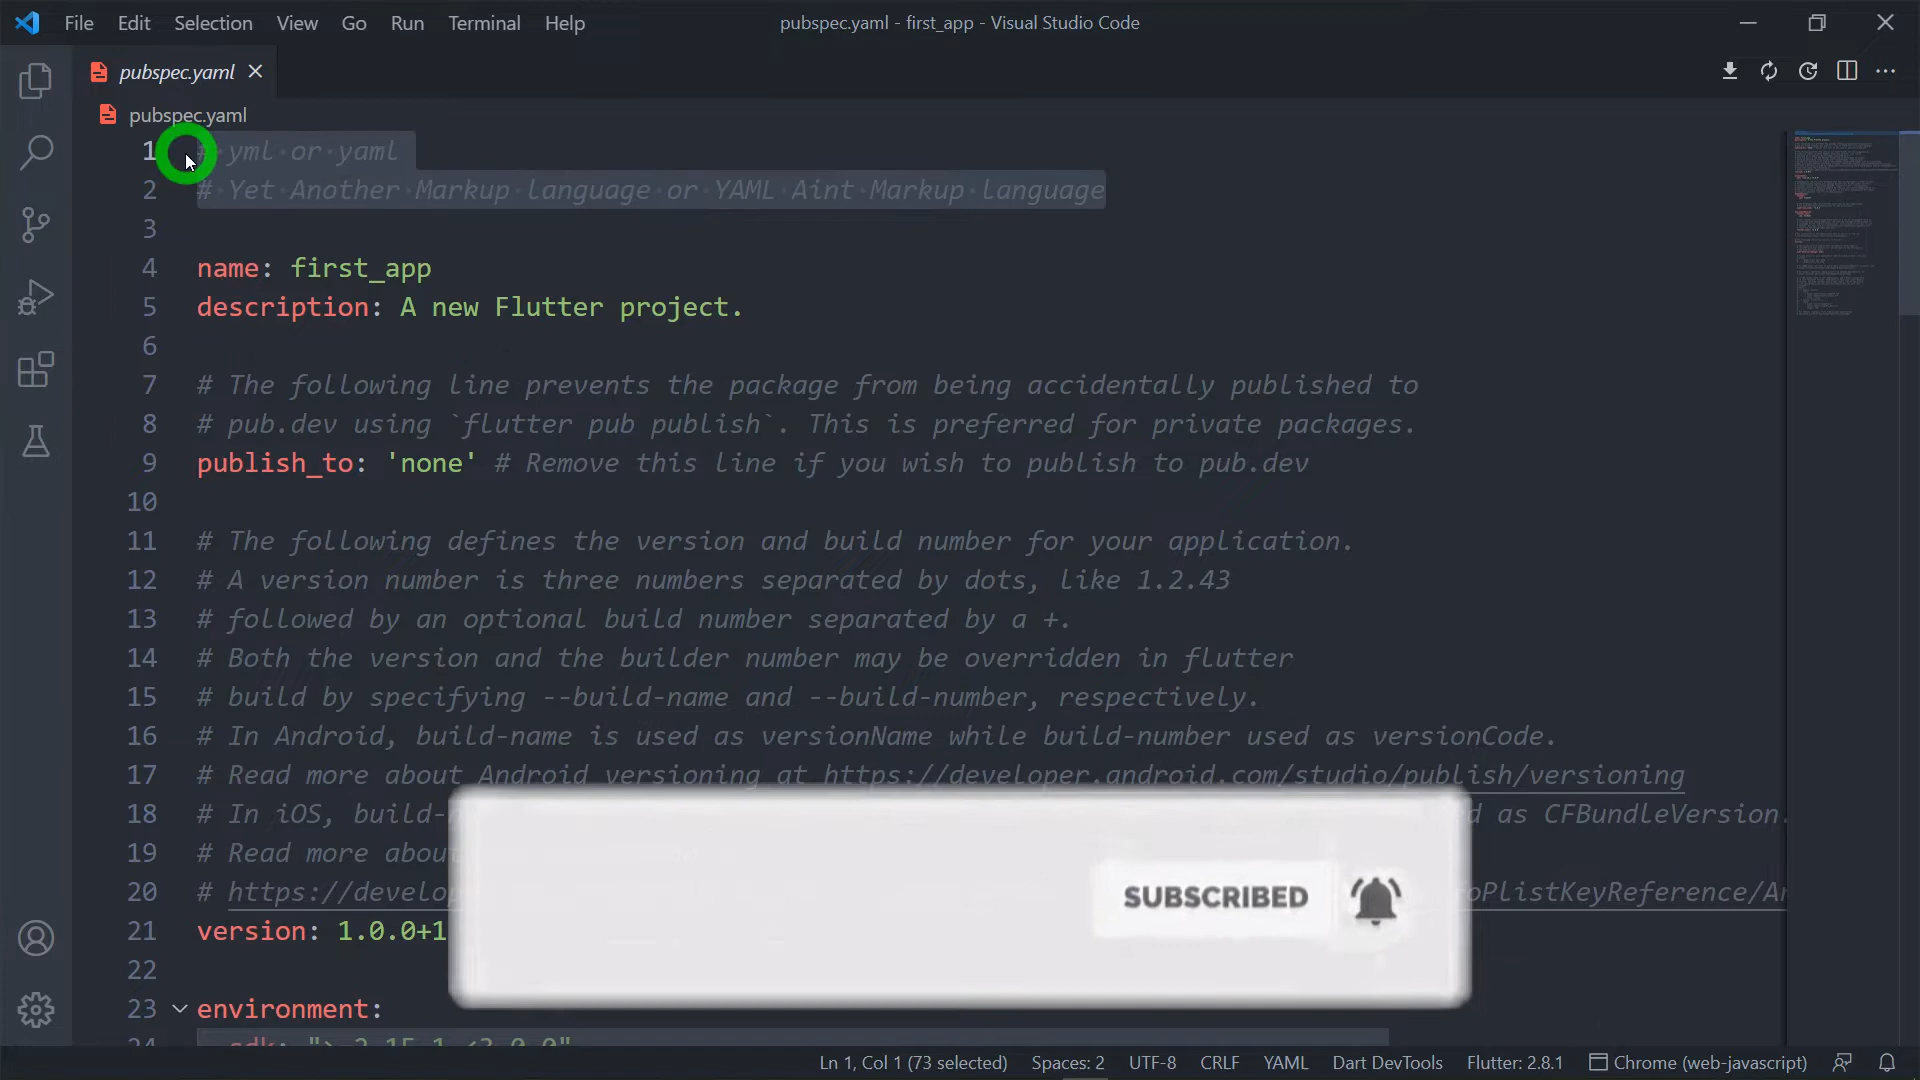 File Edit Selection View Go Run Terminal Help pubspec.yaml - first_app - Visual Studio Code
pubspec.yaml
pubspec.yaml
1 # yml or yaml
2 # Yet Another Markup language or YAML Aint Markup language
3
4 name: first_app
5 description: A new Flutter project.
6
7 # The following line prevents the package from being accidentally published to
8 # pub.dev using `flutter pub publish`. This is preferred for private packages.
9 publish_to: 'none' # Remove this line if you wish to publish to pub.dev
10
11 # The following defines the version and build number for your application.
12 # A version number is three numbers separated by dots, like 1.2.43
13 # followed by an optional build number separated by a +.
14 # Both the version and the builder number may be overridden in flutter
15 # build by specifying --build-name and --build-number, respectively.
16 # In Android, build-name is used as versionName while build-number used as versionCode.
17 # Read more about Android versioning at https://developer.android.com/studio/publish/versioning
18 # In iOS, build- as CFBundleVersion.
19 # Read more about
20 # https://develop oPListKeyReference/
21 version: 1.0.0+1
SUBSCRIBED
22
23 environment:
24
Ln 1, Col 1 (73 selected) Spaces: 2 UTF-8 CRLF YAML Dart DevTools Flutter: 2.8.1 Chrome (web-javascript)